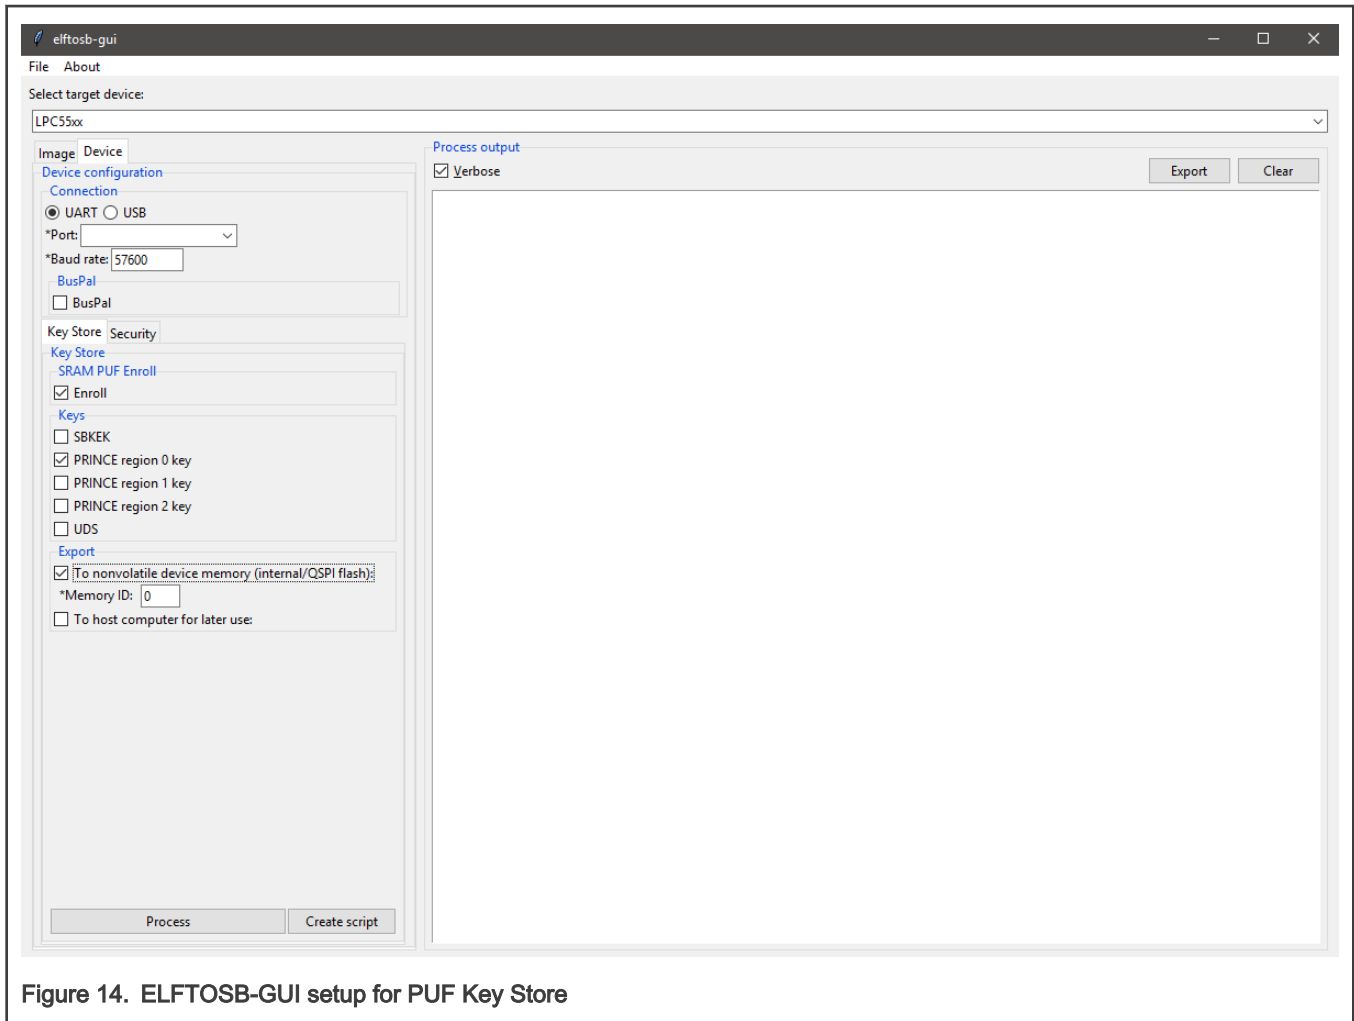 elftosb-gui
File About
Select target device:
LPC55xx
Image Device
Device configuration
Connection
UART USB
*Port:
*Baud rate: 57600
BusPal
BusPal
Key Store Security
Key Store
SRAM PUF Enroll
Enroll
Keys
SBKEK
PRINCE region 0 key
PRINCE region 1 key
PRINCE region 2 key
UDS
Export
To nonvolatile device memory (internal/QSPI flash):
*Memory ID: 0
To host computer for later use:
Process Create script
Process output
Verbose Export Clear
Figure 14. ELFTOSB-GUI setup for PUF Key Store